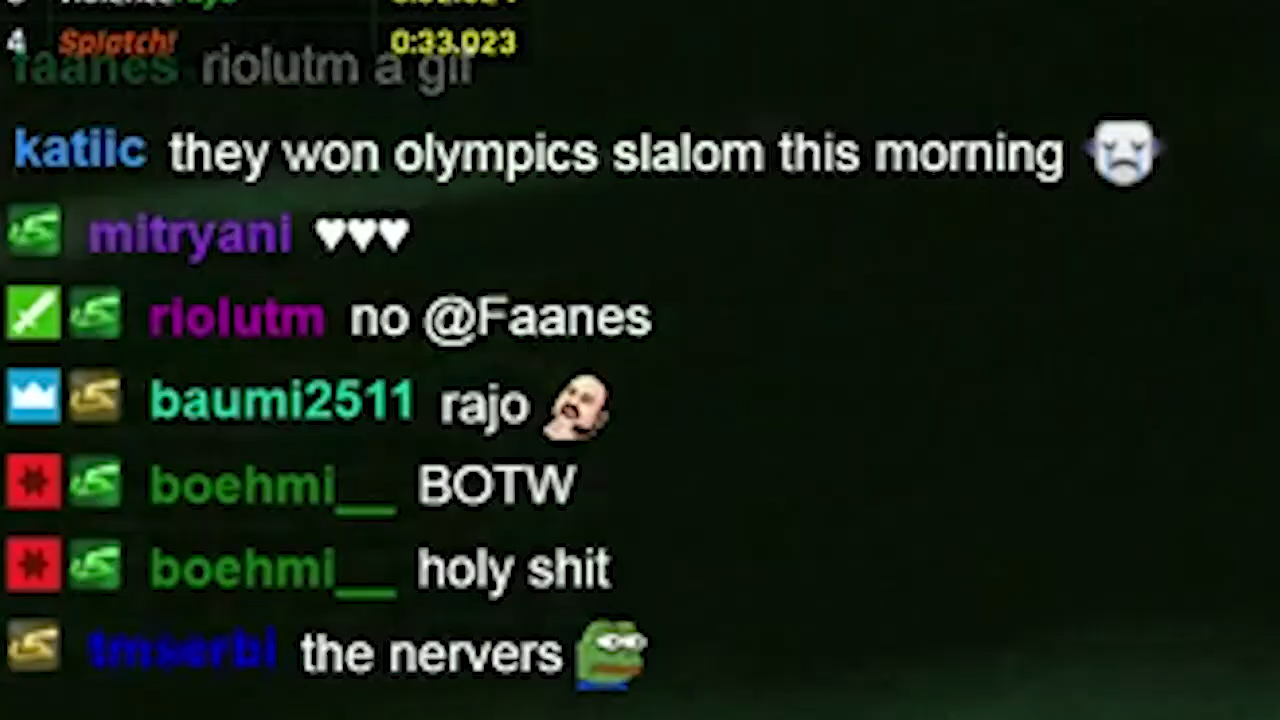 4 Splatch! 0:33.023
faanes riolutm a gif
katiic they won olympics slalom this morning
mitryani ♥♥♥
riolutm no @Faanes
baumi2511 rajo
boehmi__ BOTW
boehmi__ holy shit
tmserbi the nervers